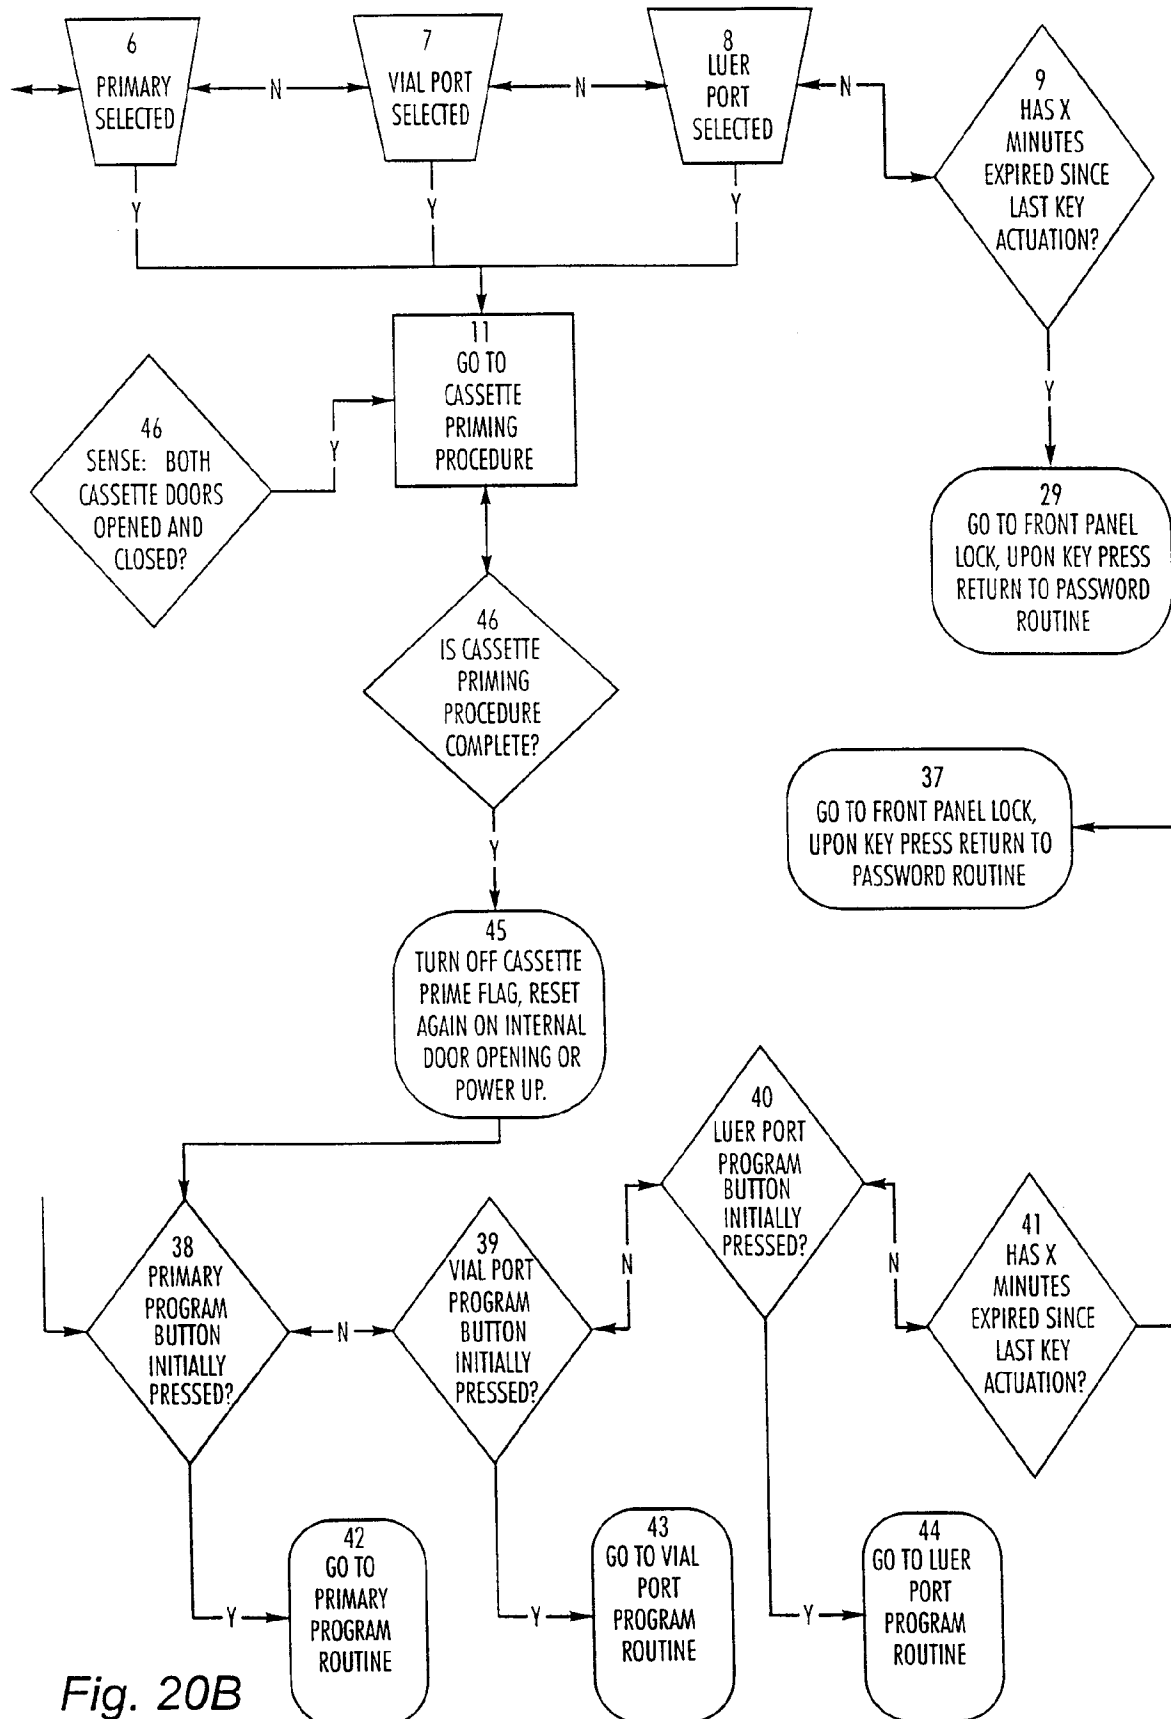 6
PRIMARY
SELECTED
N
7
VIAL PORT
SELECTED
N
8
LUER
PORT
SELECTED
N
9
HAS X
MINUTES
EXPIRED SINCE
LAST KEY
ACTUATION?
Y
Y
Y
Y
11
GO TO
CASSETTE
PRIMING
PROCEDURE
46
SENSE: BOTH
CASSETTE DOORS
OPENED AND
CLOSED?
Y
29
GO TO FRONT PANEL
LOCK, UPON KEY PRESS
RETURN TO PASSWORD
ROUTINE
46
IS CASSETTE
PRIMING
PROCEDURE
COMPLETE?
Y
37
GO TO FRONT PANEL LOCK,
UPON KEY PRESS RETURN TO
PASSWORD ROUTINE
45
TURN OFF CASSETTE
PRIME FLAG, RESET
AGAIN ON INTERNAL
DOOR OPENING OR
POWER UP.
38
PRIMARY
PROGRAM
BUTTON
INITIALLY
PRESSED?
N
39
VIAL PORT
PROGRAM
BUTTON
INITIALLY
PRESSED?
N
40
LUER PORT
PROGRAM
BUTTON
INITIALLY
PRESSED?
N
41
HAS X
MINUTES
EXPIRED SINCE
LAST KEY
ACTUATION?
Y
42
GO TO
PRIMARY
PROGRAM
ROUTINE
Y
43
GO TO VIAL
PORT
PROGRAM
ROUTINE
Y
44
GO TO LUER
PORT
PROGRAM
ROUTINE
Fig. 20B